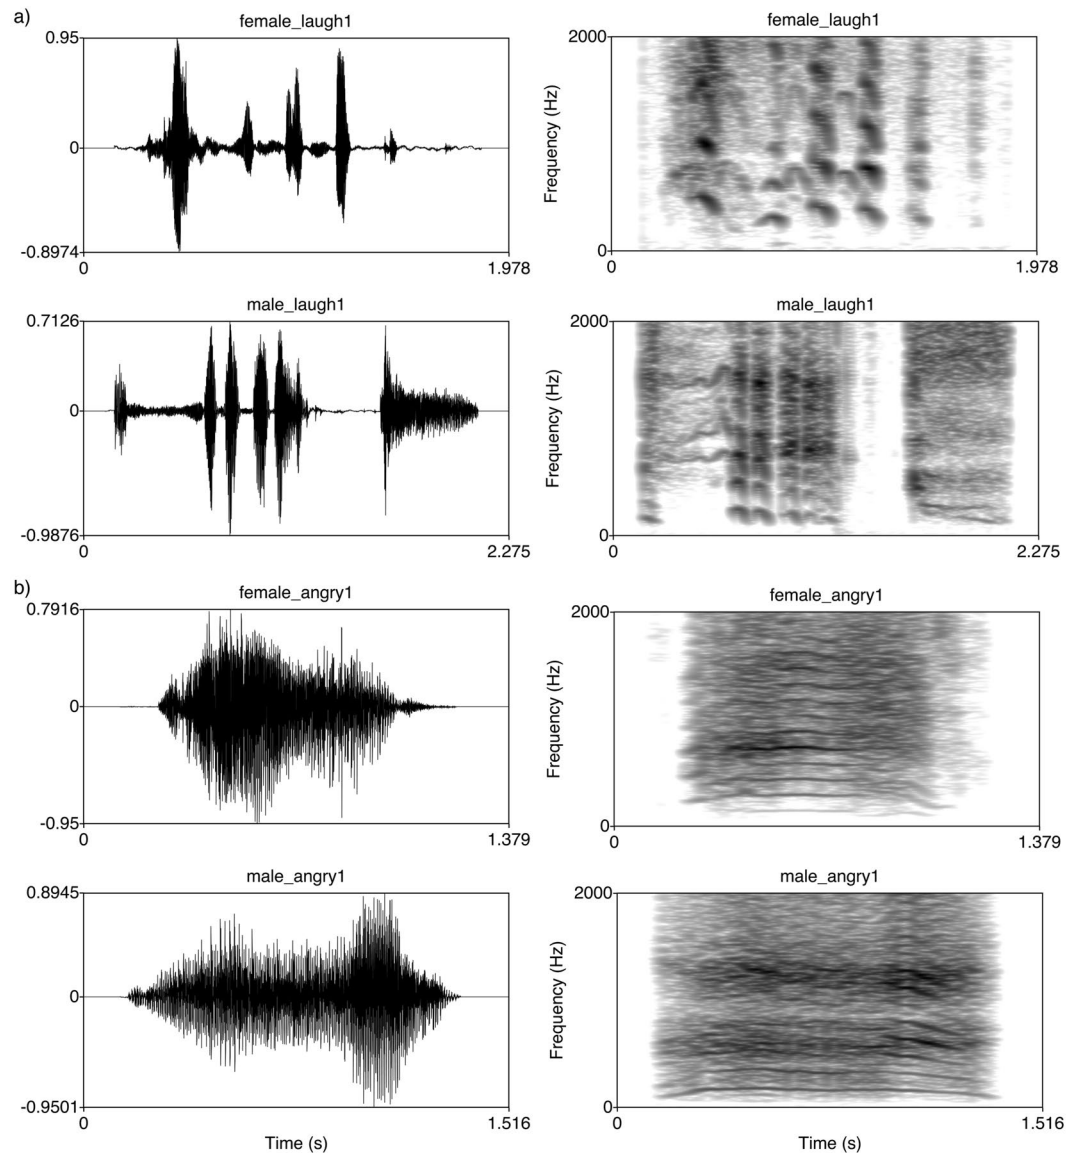 a)
female_laugh1
female_laugh1
0.95
0
-0.8974
0
1.978
Frequency (Hz)
2000
0
0
1.978
male_laugh1
male_laugh1
0.7126
0
-0.9876
0
2.275
Frequency (Hz)
2000
1000
0
0
2.275
b)
female_angry1
female_angry1
0.7916
0
-0.95
0
1.379
Frequency (Hz)
2000
1000
0
0
1.379
male_angry1
male_angry1
0.8945
0
-0.9501
0
1.516
Time (s)
Frequency (Hz)
2000
1000
0
0
1.516
Time (s)